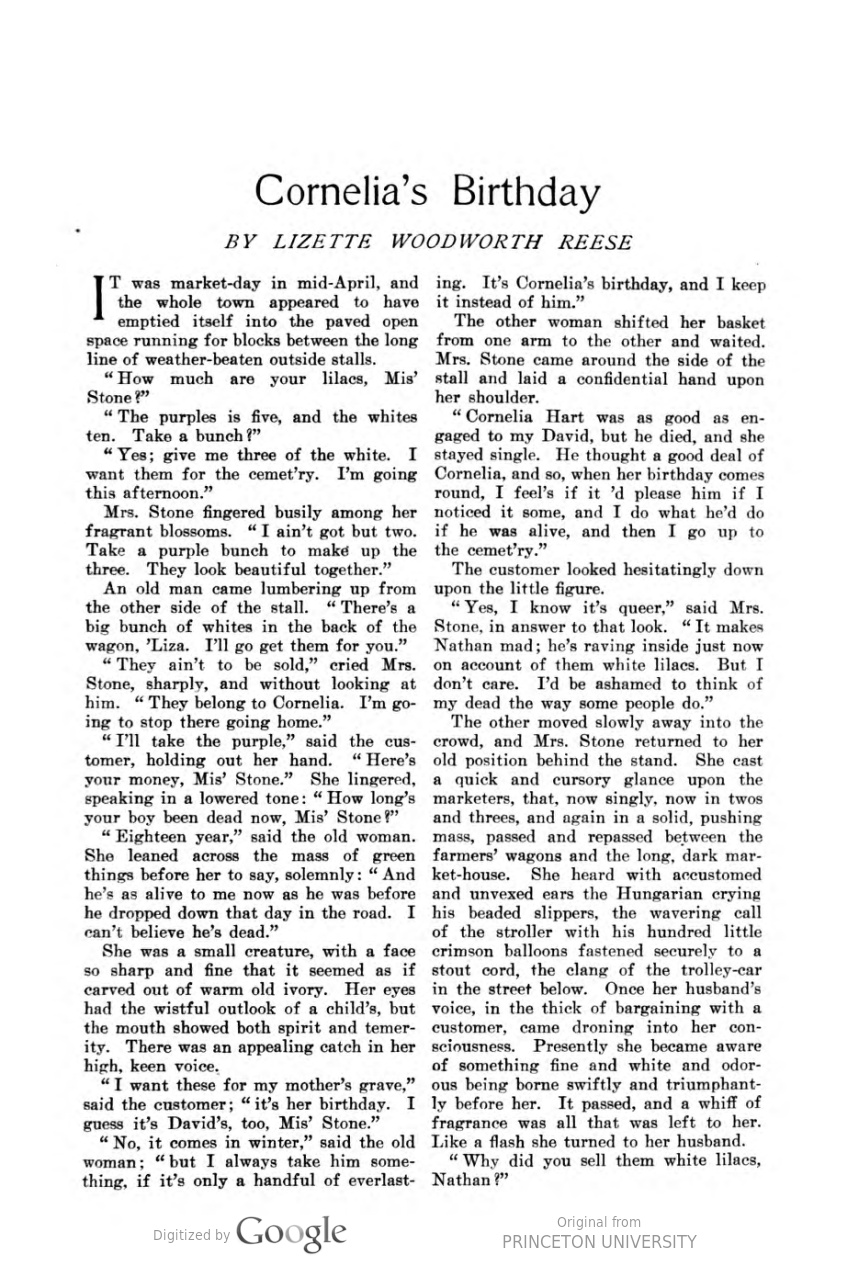 Cornelia's Birthday
BY LIZETTE WOODWORTH REESE
IT was market-day in mid-April, and
the whole town appeared to have
emptied itself into the paved open
space running for blocks between the long
line of weather-beaten outside stalls.
"How much are your lilacs, Mis'
Stone?"
"The purples is five, and the whites
ten. Take a bunch?"
"Yes; give me three of the white. I
want them for the cemet'ry. I'm going
this afternoon."
Mrs. Stone fingered busily among her
fragrant blossoms. "I ain't got but two.
Take a purple bunch to make up the
three. They look beautiful together."
An old man came lumbering up from
the other side of the stall. "There's a
big bunch of whites in the back of the
wagon, 'Liza. I'll go get them for you."
"They ain't to be sold," cried Mrs.
Stone, sharply, and without looking at
him. "They belong to Cornelia. I'm go-
ing to stop there going home."
"I'll take the purple," said the cus-
tomer, holding out her hand. "Here's
your money, Mis' Stone." She lingered,
speaking in a lowered tone: "How long's
your boy been dead now, Mis' Stone?"
"Eighteen year," said the old woman.
She leaned across the mass of green
things before her to say, solemnly: "And
he's as alive to me now as he was before
he dropped down that day in the road. I
can't believe he's dead."
She was a small creature, with a face
so sharp and fine that it seemed as if
carved out of warm old ivory. Her eyes
had the wistful outlook of a child's, but
the mouth showed both spirit and temer-
ity. There was an appealing catch in her
high, keen voice.
"I want these for my mother's grave,"
said the customer; "it's her birthday. I
guess it's David's, too, Mis' Stone."
"No, it comes in winter," said the old
woman; "but I always take him some-
thing, if it's only a handful of everlast-
ing. It's Cornelia's birthday, and I keep
it instead of him."
The other woman shifted her basket
from one arm to the other and waited.
Mrs. Stone came around the side of the
stall and laid a confidential hand upon
her shoulder.
"Cornelia Hart was as good as en-
gaged to my David, but he died, and she
stayed single. He thought a good deal of
Cornelia, and so, when her birthday comes
round, I feel's if it 'd please him if I
noticed it some, and I do what he'd do
if he was alive, and then I go up to
the cemet'ry."
The customer looked hesitatingly down
upon the little figure.
"Yes, I know it's queer," said Mrs.
Stone, in answer to that look. "It makes
Nathan mad; he's raving inside just now
on account of them white lilacs. But I
don't care. I'd be ashamed to think of
my dead the way some people do."
The other moved slowly away into the
crowd, and Mrs. Stone returned to her
old position behind the stand. She cast
a quick and cursory glance upon the
marketers, that, now singly, now in twos
and threes, and again in a solid, pushing
mass, passed and repassed between the
farmers' wagons and the long, dark mar-
ket-house. She heard with accustomed
and unvexed ears the Hungarian crying
his beaded slippers, the wavering call
of the stroller with his hundred little
crimson balloons fastened securely to a
stout cord, the clang of the trolley-car
in the street below. Once her husband's
voice, in the thick of bargaining with a
customer, came droning into her con-
sciousness. Presently she became aware
of something fine and white and odor-
ous being borne swiftly and triumphant-
ly before her. It passed, and a whiff of
fragrance was all that was left to her.
Like a flash she turned to her husband.
"Why did you sell them white lilacs,
Nathan?"
Digitized by Google
Original from
PRINCETON UNIVERSITY